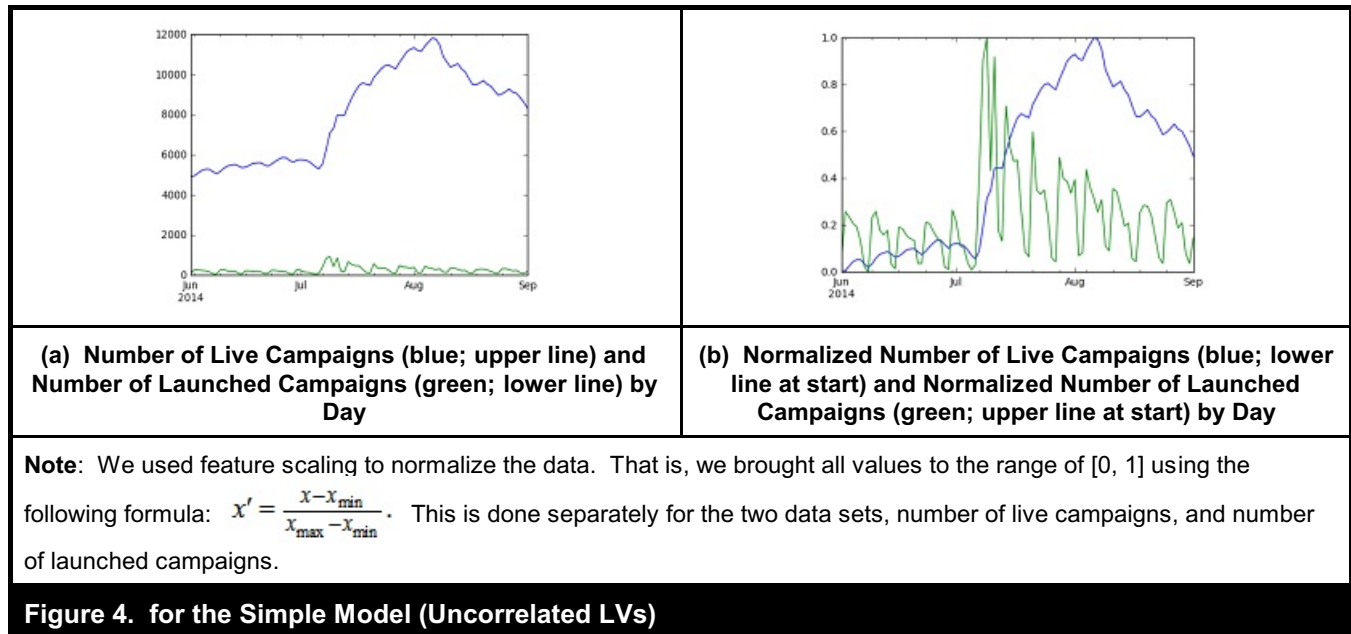 12000
10000
8000
6000
4000
2000
0
Jun
2014
Jul
Aug
Sep
1.0
0.8
0.6
0.4
0.2
0.0
Jun
2014
Jul
Aug
Sep
(a) Number of Live Campaigns (blue; upper line) and
Number of Launched Campaigns (green; lower line) by
Day
(b) Normalized Number of Live Campaigns (blue; lower
line at start) and Normalized Number of Launched
Campaigns (green; upper line at start) by Day
Note: We used feature scaling to normalize the data. That is, we brought all values to the range of [0, 1] using the
following formula: x′ = (x−x_min)/(x_max−x_min). This is done separately for the two data sets, number of live campaigns, and number
of launched campaigns.
Figure 4. for the Simple Model (Uncorrelated LVs)